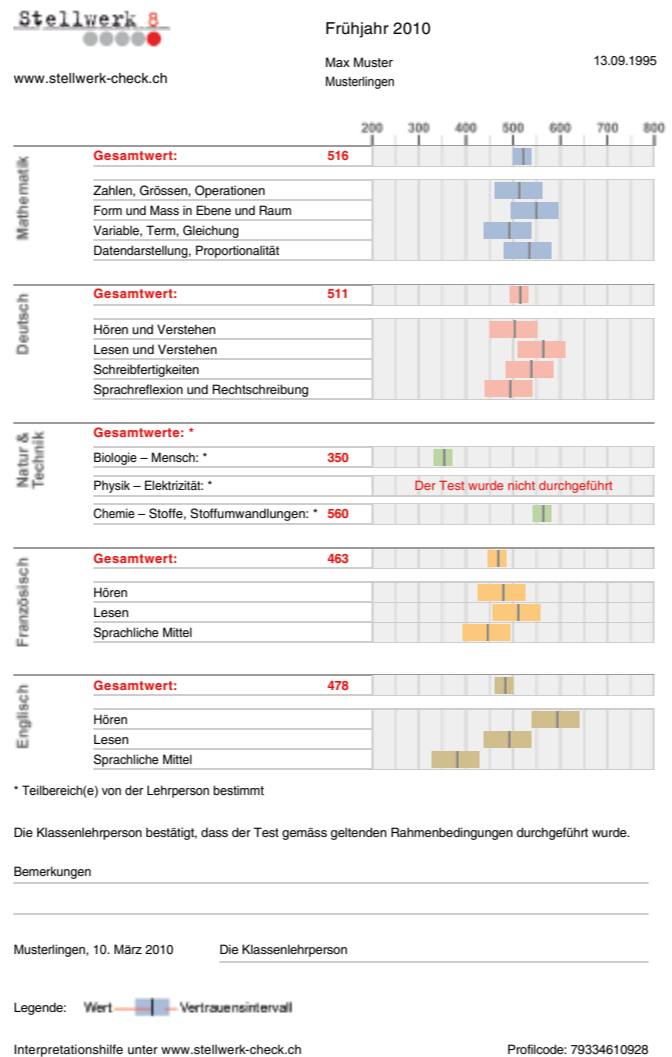 Stellwerk 8
Frühjahr 2010
www.stellwerk-check.ch
Max Muster 13.09.1995
Musterlingen
200 300 400 500 600 700 800
Mathematik
Gesamtwert: 516
Zahlen, Grössen, Operationen
Form und Mass in Ebene und Raum
Variable, Term, Gleichung
Datendarstellung, Proportionalität
Deutsch
Gesamtwert: 511
Hören und Verstehen
Lesen und Verstehen
Schreibfertigkeiten
Sprachreflexion und Rechtschreibung
Natur &
Technik
Gesamtwerte: *
Biologie – Mensch: * 350
Physik – Elektrizität: * Der Test wurde nicht durchgeführt
Chemie – Stoffe, Stoffumwandlungen: * 560
Französisch
Gesamtwert: 463
Hören
Lesen
Sprachliche Mittel
Englisch
Gesamtwert: 478
Hören
Lesen
Sprachliche Mittel
* Teilbereich(e) von der Lehrperson bestimmt
Die Klassenlehrperson bestätigt, dass der Test gemäss geltenden Rahmenbedingungen durchgeführt wurde.
Bemerkungen
Musterlingen, 10. März 2010 Die Klassenlehrperson
Legende: Wert Vertrauensintervall
Interpretationshilfe unter www.stellwerk-check.ch Profilcode: 79334610928